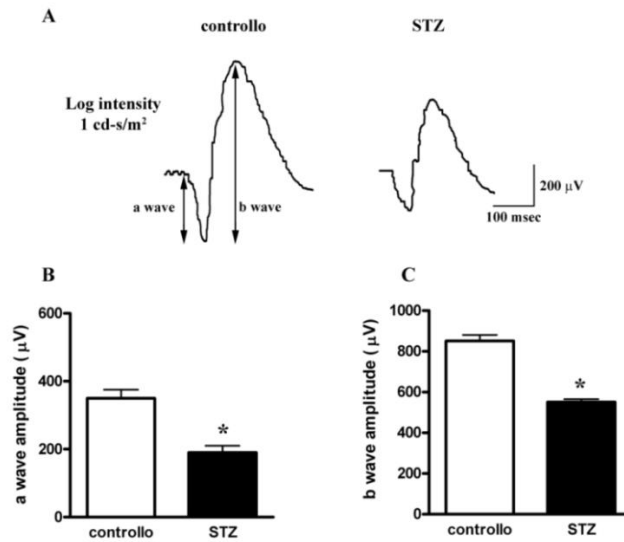 A
controllo
STZ
Log intensity
1 cd-s/m²
a wave
b wave
200 µV
100 msec
B
a wave amplitude ( µV)
600
400
200
0
*
controllo
STZ
C
b wave amplitude ( µV)
1000
800
600
400
200
0
*
controllo
STZ